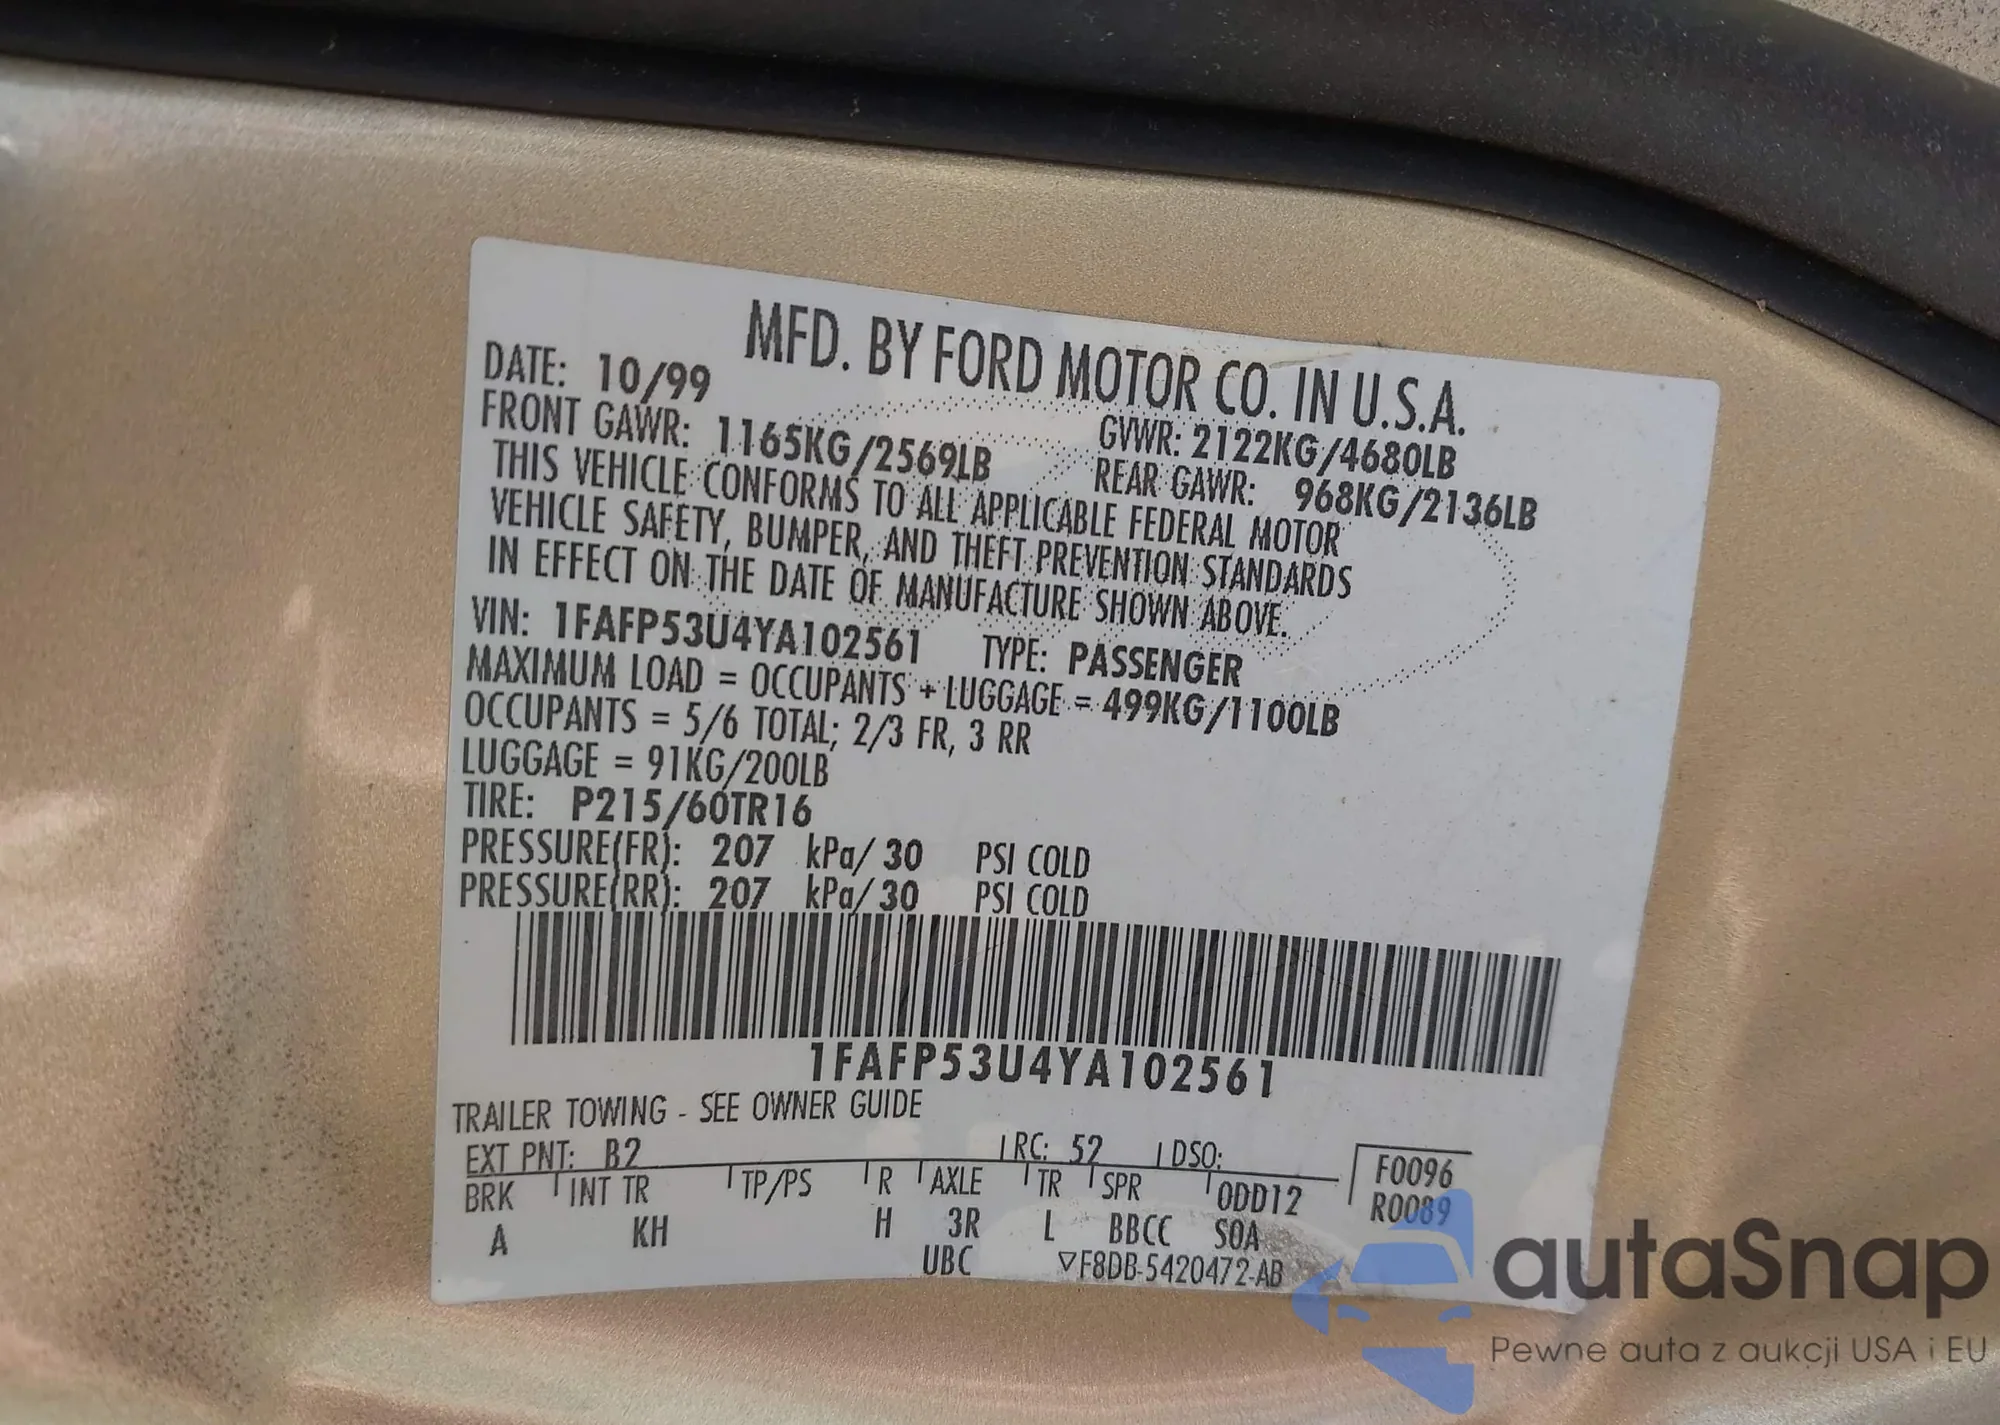 MFD. BY FORD MOTOR CO. IN U.S.A.
DATE: 10/99
GVWR: 2122KG/4680LB
FRONT GAWR: 1165KG/2569LB
REAR GAWR: 968KG/2136LB
THIS VEHICLE CONFORMS TO ALL APPLICABLE FEDERAL MOTOR
VEHICLE SAFETY, BUMPER, AND THEFT PREVENTION STANDARDS
IN EFFECT ON THE DATE OF MANUFACTURE SHOWN ABOVE.
VIN: 1FAFP53U4YA102561 TYPE: PASSENGER
MAXIMUM LOAD = OCCUPANTS + LUGGAGE = 499KG/1100LB
OCCUPANTS = 5/6 TOTAL; 2/3 FR, 3 RR
LUGGAGE = 91KG/200LB
TIRE: P215/60TR16
PRESSURE(FR): 207 kPa/ 30 PSI COLD
PRESSURE(RR): 207 kPa/ 30 PSI COLD
1FAFP53U4YA102561
TRAILER TOWING - SEE OWNER GUIDE
EXT PNT: B2 RC: 52 DSO: F0096
BRK INT TR TP/PS R AXLE TR SPR 0DD12 R0089
A KH H 3R L BBCC SOA
UBC ▽F8DB-5420472-AB
autaSnap
Pewne auta z aukcji USA i EU